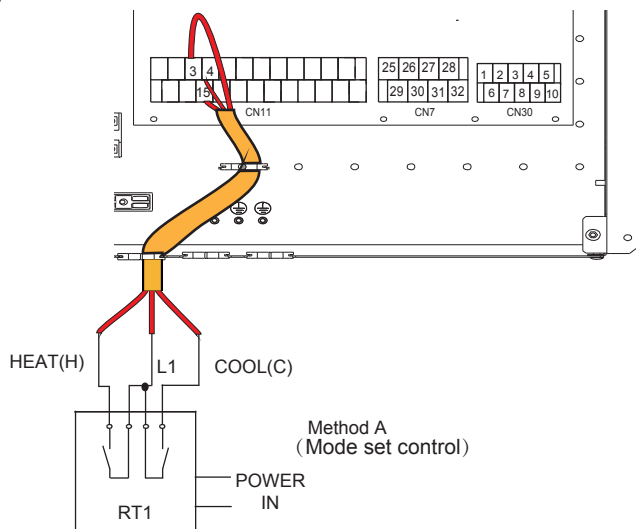 3 4
15
CN11
25 26 27 28
29 30 31 32
CN7
1 2 3 4 5
6 7 8 9 10
CN30
HEAT(H)
L1
COOL(C)
Method A
（Mode set control）
POWER
IN
RT1